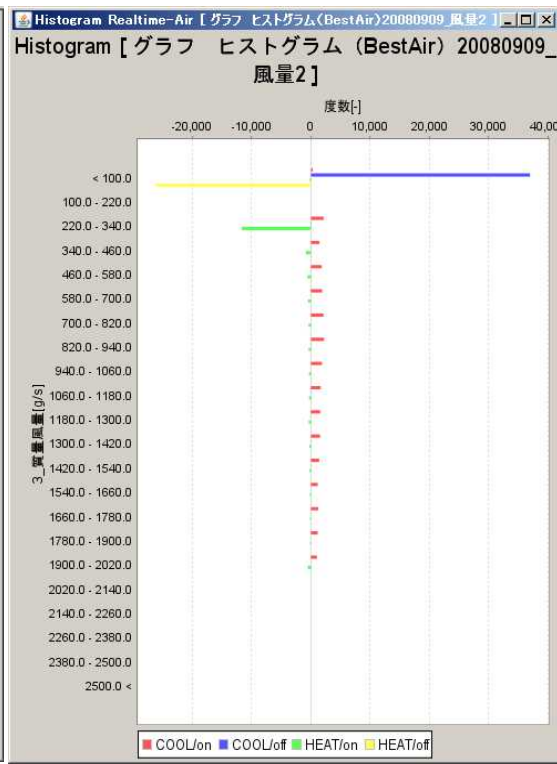 Histogram Realtime-Air [ グラフ ヒストグラム(BestAir)20080909_風量2 ]
Histogram [ グラフ　ヒストグラム（BestAir）20080909_
風量2 ]
度数[-]
-20,000 -10,000 0 10,000 20,000 30,000 40,00
3_質量風量[g/s]
< 100.0
100.0 - 220.0
220.0 - 340.0
340.0 - 460.0
460.0 - 580.0
580.0 - 700.0
700.0 - 820.0
820.0 - 940.0
940.0 - 1060.0
1060.0 - 1180.0
1180.0 - 1300.0
1300.0 - 1420.0
1420.0 - 1540.0
1540.0 - 1660.0
1660.0 - 1780.0
1780.0 - 1900.0
1900.0 - 2020.0
2020.0 - 2140.0
2140.0 - 2260.0
2260.0 - 2380.0
2380.0 - 2500.0
2500.0 <
COOL/on COOL/off HEAT/on HEAT/off